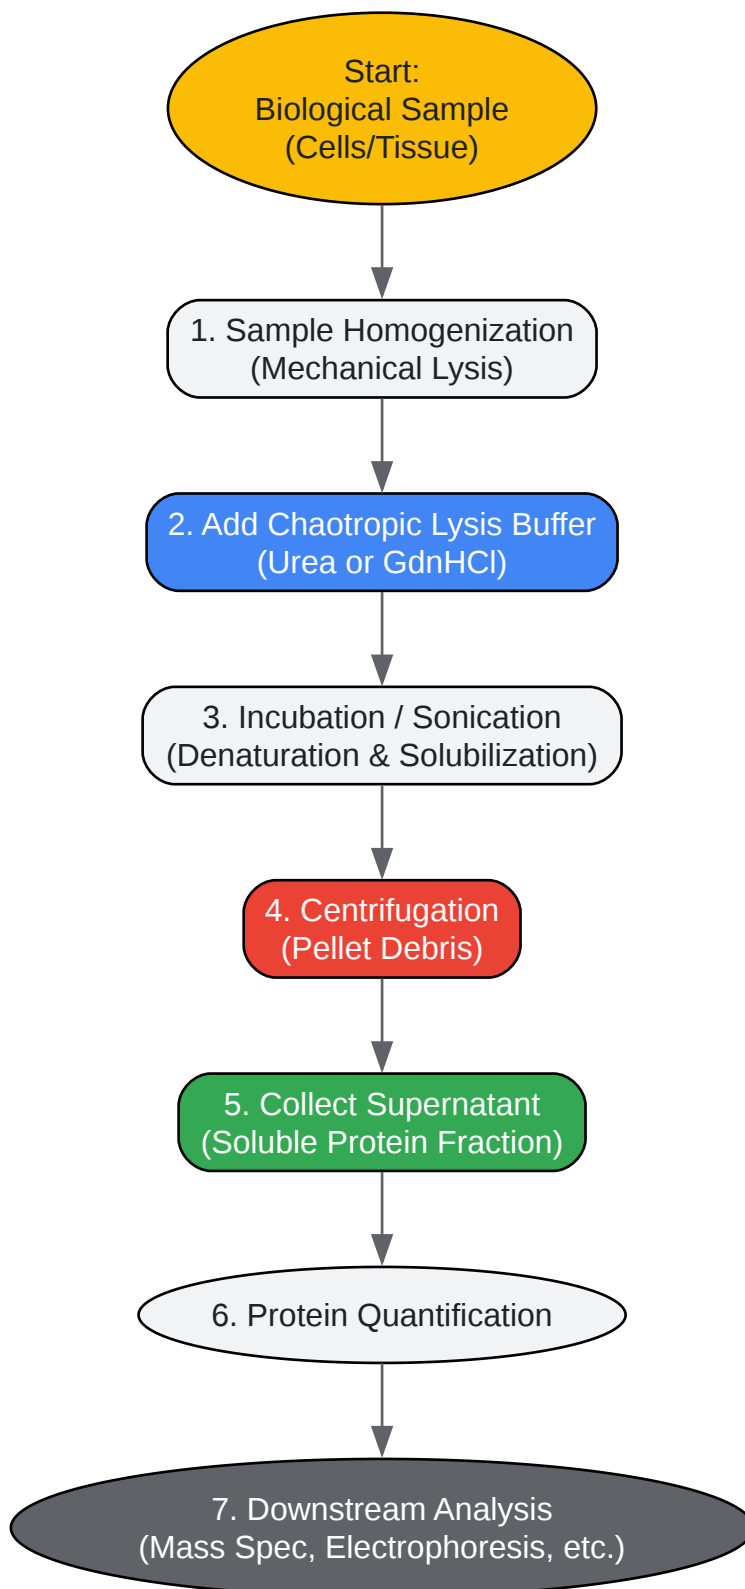 Start:
Biological Sample
(Cells/Tissue)
1. Sample Homogenization
(Mechanical Lysis)
2. Add Chaotropic Lysis Buffer
(Urea or GdnHCl)
3. Incubation / Sonication
(Denaturation & Solubilization)
4. Centrifugation
(Pellet Debris)
5. Collect Supernatant
(Soluble Protein Fraction)
6. Protein Quantification
7. Downstream Analysis
(Mass Spec, Electrophoresis, etc.)